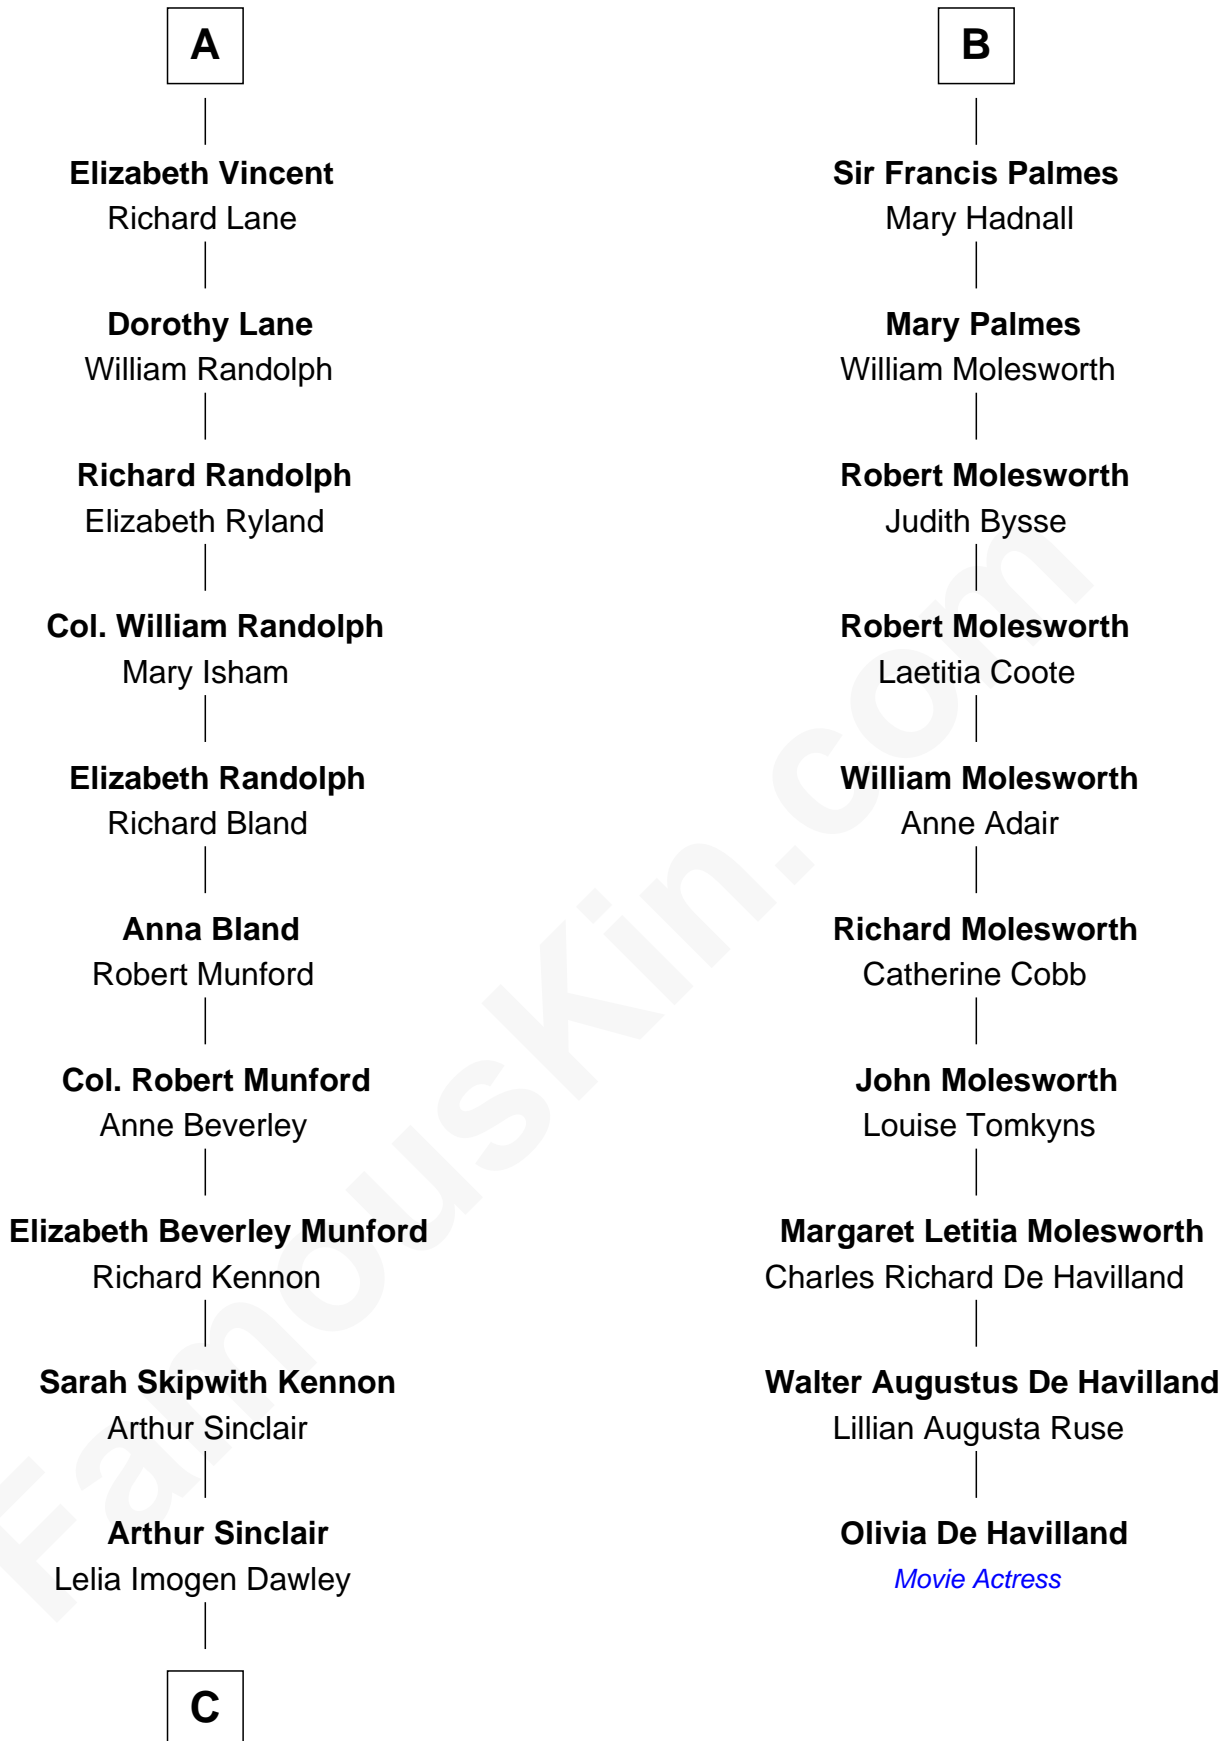 A
Elizabeth Vincent
Richard Lane
Dorothy Lane
William Randolph
Richard Randolph
Elizabeth Ryland
Col. William Randolph
Mary Isham
Elizabeth Randolph
Richard Bland
Anna Bland
Robert Munford
Col. Robert Munford
Anne Beverley
Elizabeth Beverley Munford
Richard Kennon
Sarah Skipwith Kennon
Arthur Sinclair
Arthur Sinclair
Lelia Imogen Dawley
C
B
Sir Francis Palmes
Mary Hadnall
Mary Palmes
William Molesworth
Robert Molesworth
Judith Bysse
Robert Molesworth
Laetitia Coote
William Molesworth
Anne Adair
Richard Molesworth
Catherine Cobb
John Molesworth
Louise Tomkyns
Margaret Letitia Molesworth
Charles Richard De Havilland
Walter Augustus De Havilland
Lillian Augusta Ruse
Olivia De Havilland
Movie Actress
FamousKin.com